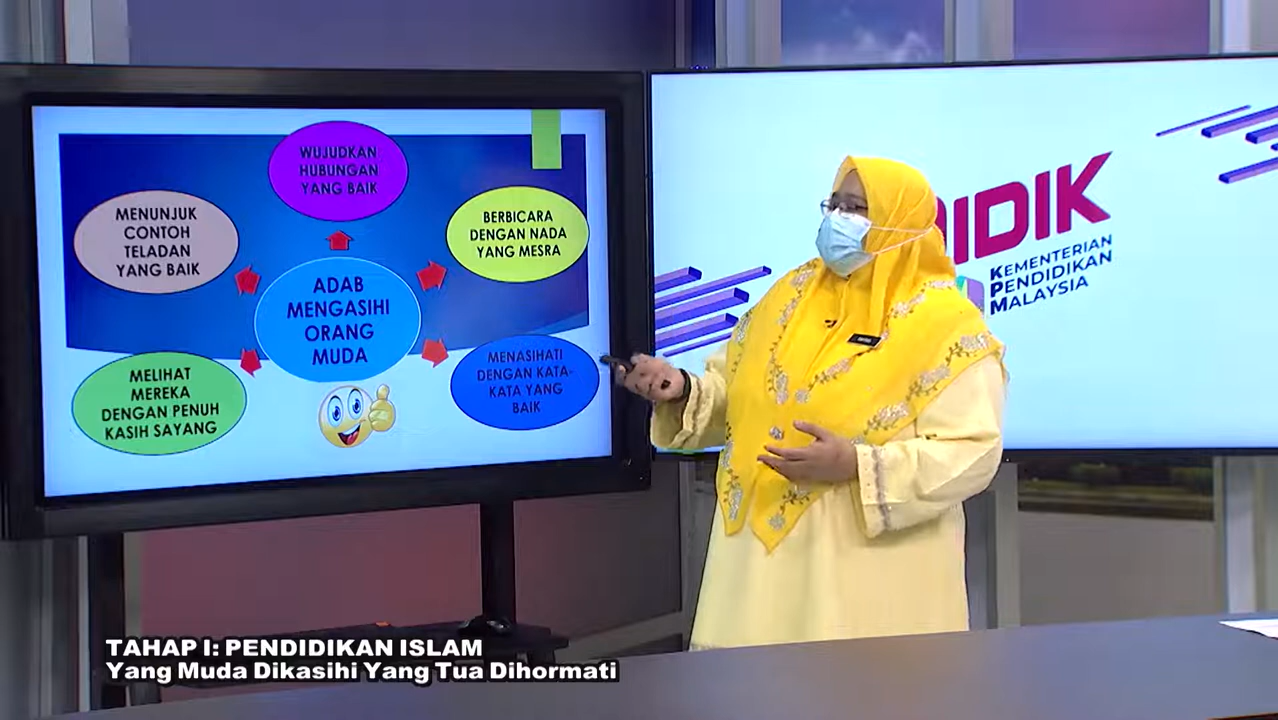 WUJUDKAN
HUBUNGAN
YANG BAIK
MENUNJUK
CONTOH
TELADAN
YANG BAIK
BERBICARA
DENGAN NADA
YANG MESRA
ADAB
MENGASIHI
ORANG
MUDA
MELIHAT
MEREKA
DENGAN PENUH
KASIH SAYANG
MENASIHATI
DENGAN KATA-
KATA YANG
BAIK
IDIK
KEMENTERIAN
PENDIDIKAN
MALAYSIA
TAHAP I: PENDIDIKAN ISLAM
Yang Muda Dikasihi Yang Tua Dihormati